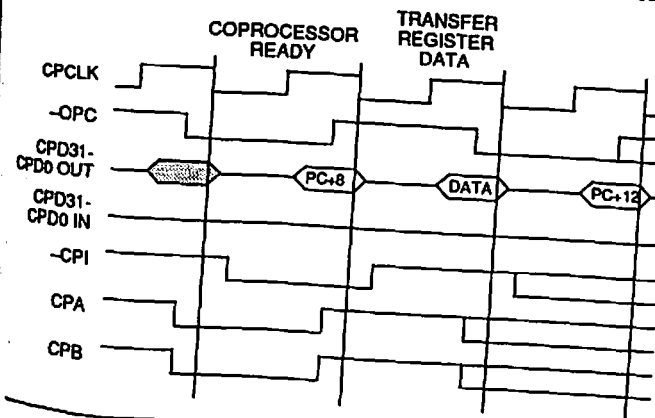 COPROCESSOR
READY
TRANSFER
REGISTER
DATA
CPCLK
-OPC
CPD31-
CPD0 OUT
PC+8
DATA
PC+12
CPD31-
CPD0 IN
-CPI
CPA
CPB